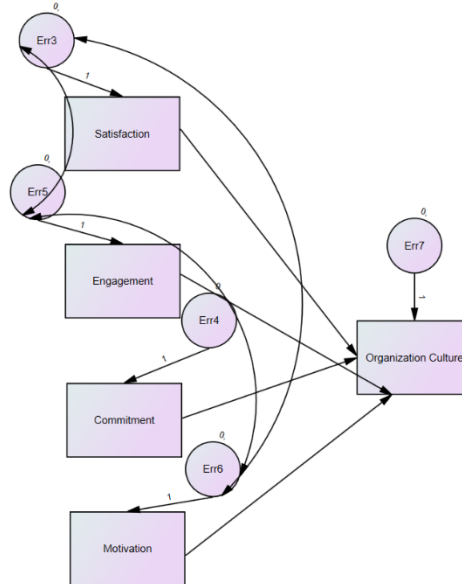 0,
Err3
1
Satisfaction
0,
Err5
1
Engagement
0,
Err7
1
Organization Culture
0,
Err4
1
Commitment
0,
Err6
1
Motivation